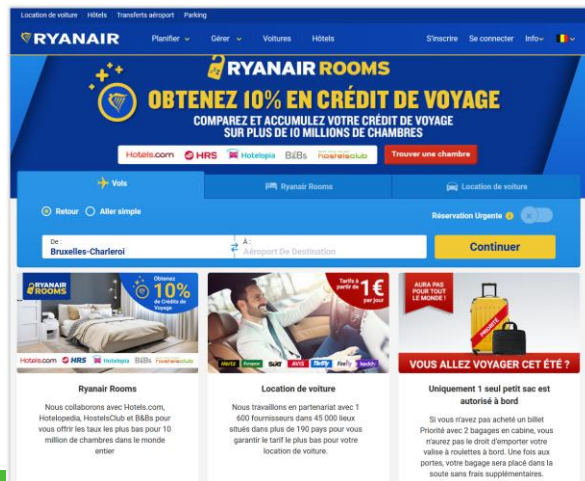 Location de voiture Hôtels Transferts aéroport Parking
RYANAIR Planifier Gérer Voitures Hôtels S'inscrire Se connecter Info
RYANAIR ROOMS
OBTENEZ 10% EN CRÉDIT DE VOYAGE
COMPAREZ ET ACCUMULEZ VOTRE CRÉDIT DE VOYAGE
SUR PLUS DE 10 MILLIONS DE CHAMBRES
Hotels.com HRS Hotelopia B&Bs hostelsclub Trouver une chambre
Vols Ryanair Rooms Location de voiture
Retour Aller simple Réservation Urgente
De : À :
Bruxelles-Charleroi Aéroport De Destination Continuer
RYANAIR ROOMS
Obtenez
10%
de Crédits de
Voyage
Hotels.com HRS Hotelopia B&Bs hostelsclub
Tarifs à
partir de 1€
par jour
Hertz Europcar Sixt AVIS Thrifty Firefly keddy
AURA PAS
POUR TOUT
LE MONDE !
PRIORITÉ
VOUS ALLEZ VOYAGER CET ÉTÉ ?
Ryanair Rooms
Nous collaborons avec Hotels.com,
Hotelopedia, HostelsClub et B&Bs pour
vous offrir les taux les plus bas pour 10
million de chambres dans le monde
entier
Location de voiture
Nous travaillons en partenariat avec 1
600 fournisseurs dans 45 000 lieux
situés dans plus de 190 pays pour vous
garantir le tarif le plus bas pour votre
location de voiture.
Uniquement 1 seul petit sac est
autorisé à bord
Si vous n'avez pas acheté un billet
Priorité avec 2 bagages en cabine, vous
n'aurez pas le droit d'emporter votre
valise à roulettes à bord. Une fois aux
portes, votre bagage sera placé dans la
soute sans frais supplémentaires.